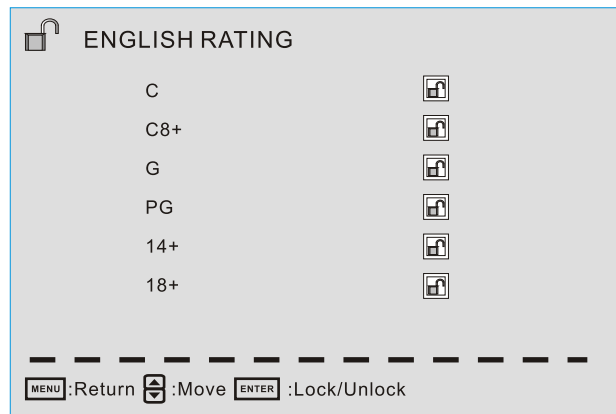 ENGLISH RATING
C
C8+
G
PG
14+
18+
MENU :Return :Move ENTER :Lock/Unlock